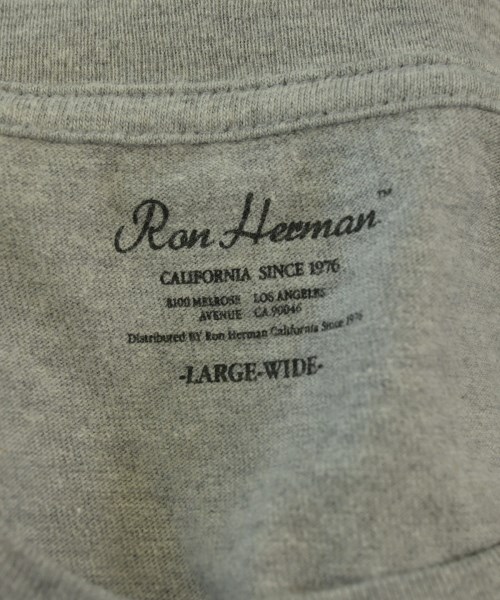 Ron Herman™
CALIFORNIA SINCE 1976
8100 MELROSE LOS ANGELES
AVENUE CA 90046
Distributed BY Ron Herman California Since 1976
-LARGE-WIDE-